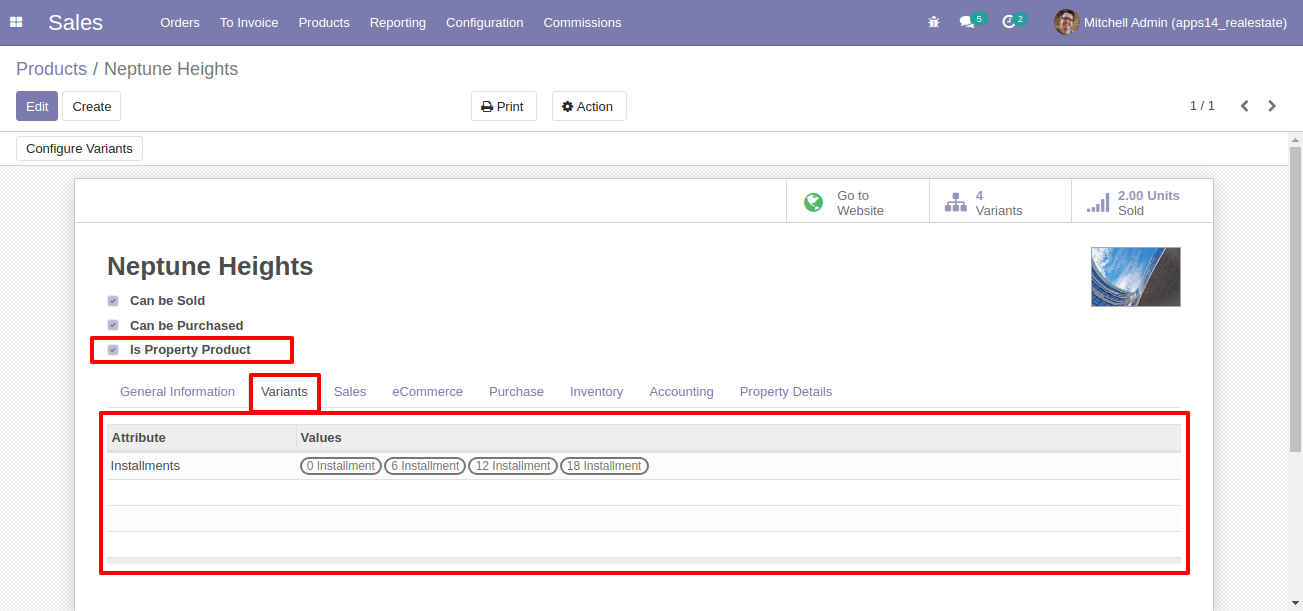 Sales Orders To Invoice Products Reporting Configuration Commissions 5 2 Mitchell Admin (apps14_realestate)
Products / Neptune Heights
Edit Create Print Action 1 / 1
Configure Variants
Go to Website 4 Variants 2.00 Units Sold
Neptune Heights
Can be Sold
Can be Purchased
Is Property Product
General Information Variants Sales eCommerce Purchase Inventory Accounting Property Details
Attribute Values
Installments 0 Installment 6 Installment 12 Installment 18 Installment